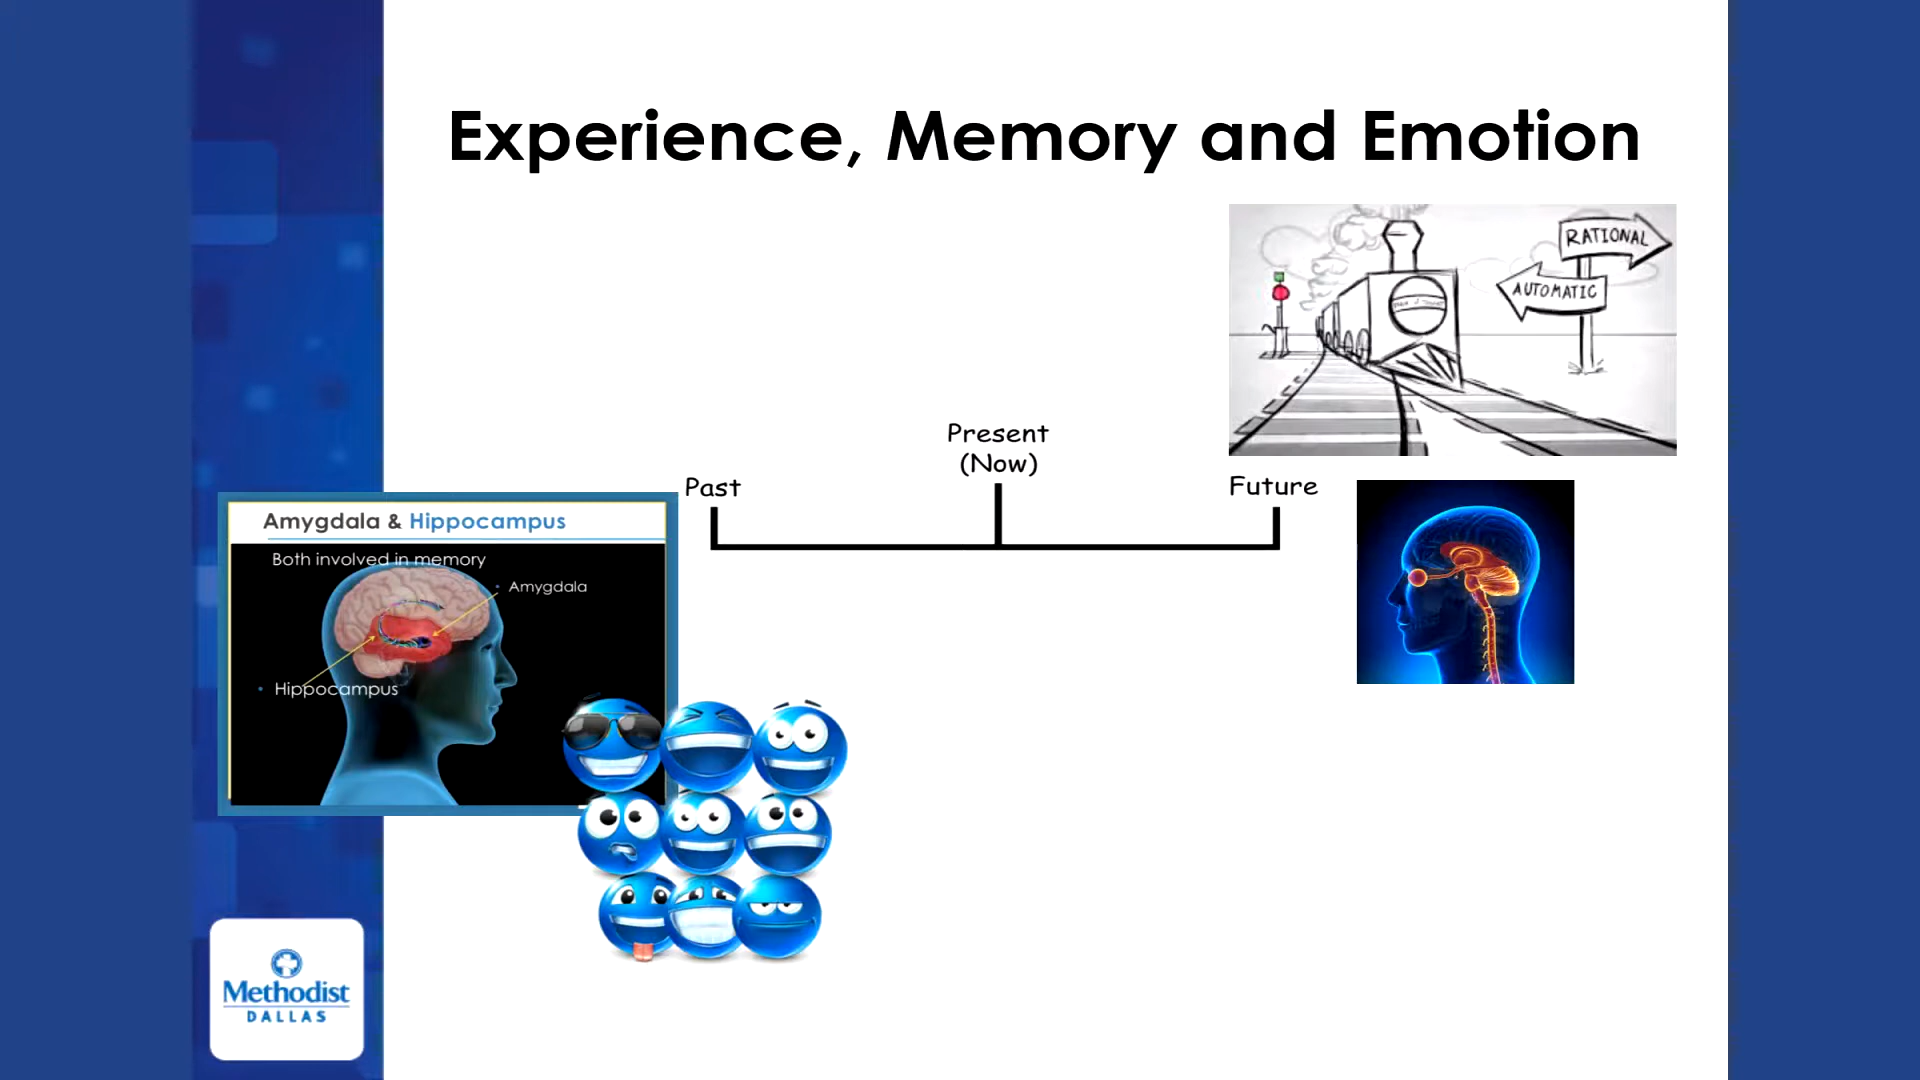 Experience, Memory and Emotion
RATIONAL
AUTOMATIC
Present
(Now)
Past
Future
Amygdala & Hippocampus
Both involved in memory
• Amygdala
• Hippocampus
Methodist
DALLAS